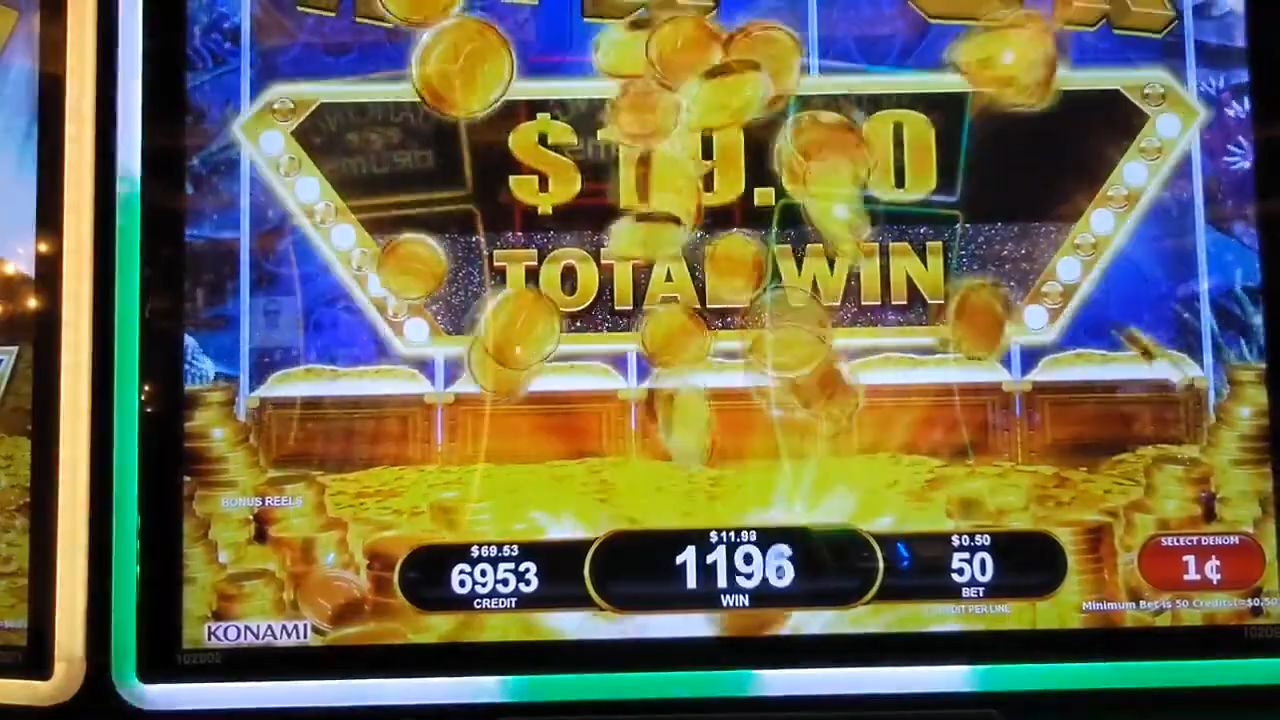 TOTAL WIN
BONUS REELS
$69.53
6953
CREDIT
$11.98
1196
WIN
$0.50
50
BET
SELECT DENOM
1¢
Minimum Bet is 50 Credits(=$0.50
KONAMI